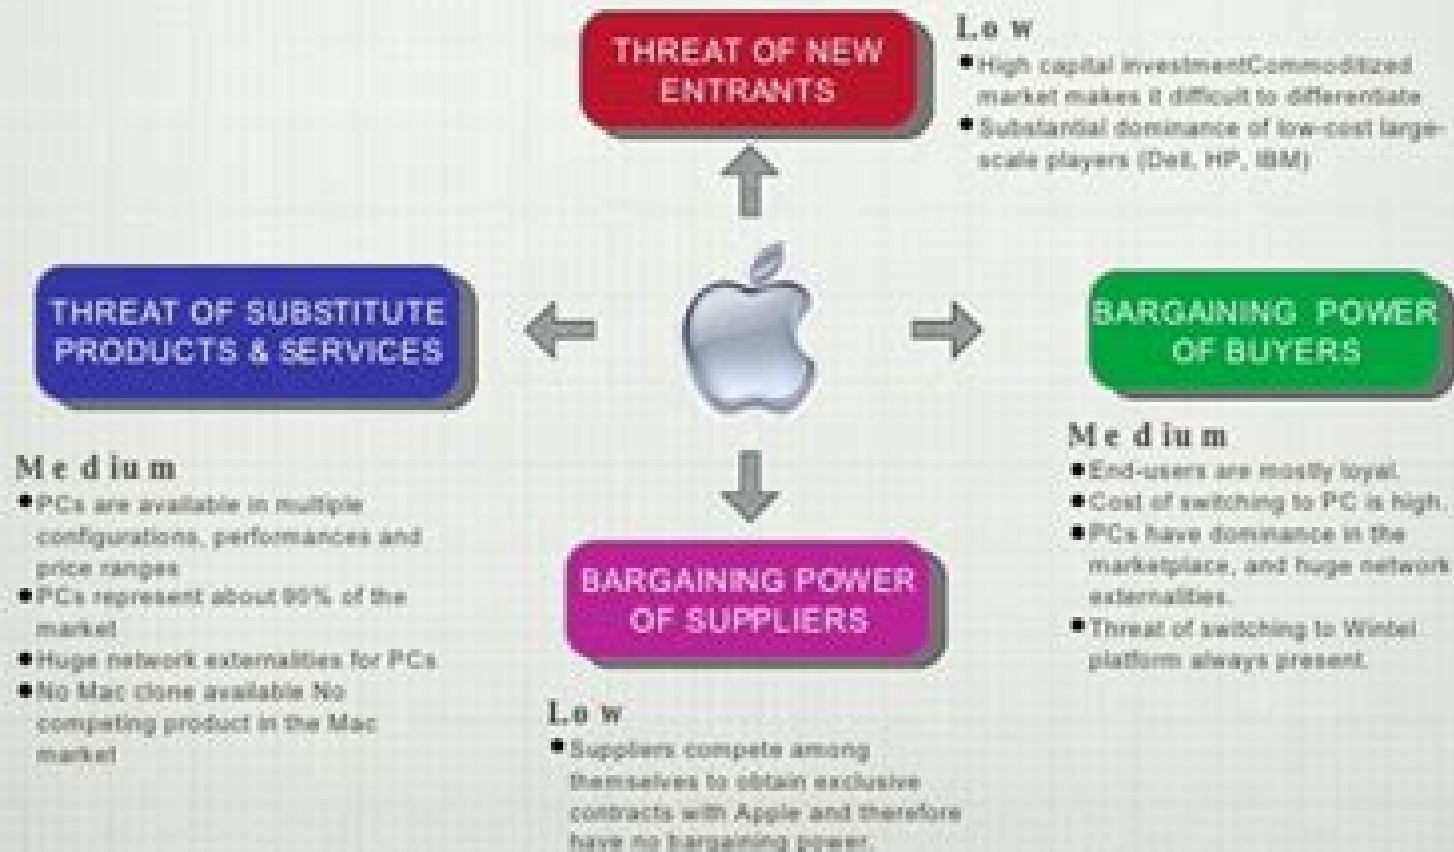 THREAT OF NEW
ENTRANTS
Low
High capital investmentCommoditized
market makes it difficult to differentiate
Substantial dominance of low-cost large-
scale players (Dell, HP, IBM)
THREAT OF SUBSTITUTE
PRODUCTS & SERVICES
Medium
PCs are available in multiple
configurations, performances and
price ranges
PCs represent about 90% of the
market
Huge network externalities for PCs
No Mac clone available No
competing product in the Mac
market
BARGAINING POWER
OF BUYERS
Medium
End-users are mostly loyal.
Cost of switching to PC is high.
PCs have dominance in the
marketplace, and huge network
externalities.
Threat of switching to Wintel
platform always present.
BARGAINING POWER
OF SUPPLIERS
Low
Suppliers compete among
themselves to obtain exclusive
contracts with Apple and therefore
have no bargaining power.